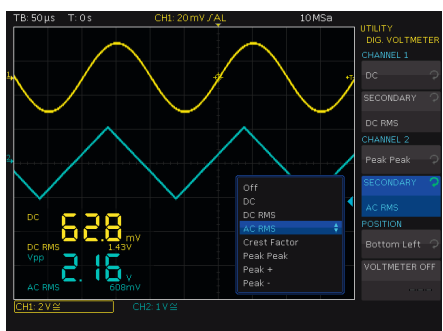 TB: 50 µs T: 0 s CH1: 20 mV / AL 10 MSa
UTILITY
DIG. VOLTMETER
CHANNEL 1
DC
SECONDARY
DC RMS
CHANNEL 2
Peak Peak
SECONDARY
AC RMS
POSITION
Bottom Left
VOLTMETER OFF
Off
DC
DC RMS
AC RMS
Crest Factor
Peak Peak
Peak +
Peak -
DC 62.8 mV
DC RMS 1.43V
Vpp 2.16 V
AC RMS 608mV
CH1: 2 V ≅ CH2: 1 V ≅